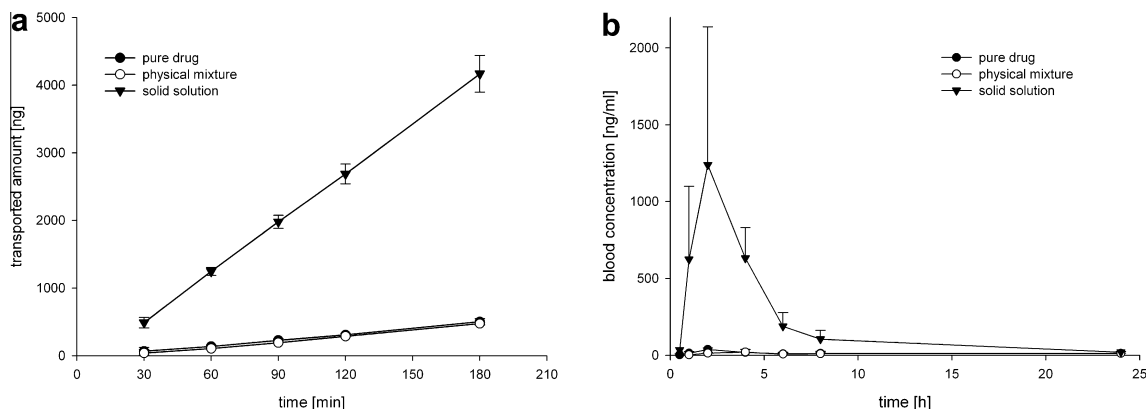 a
5000
4000
3000
2000
1000
0
transported amount [ng]
pure drug
physical mixture
solid solution
0 30 60 90 120 150 180 210
time [min]
b
2000
1500
1000
500
0
blood concentration [ng/ml]
pure drug
physical mixture
solid solution
0 5 10 15 20 25
time [h]